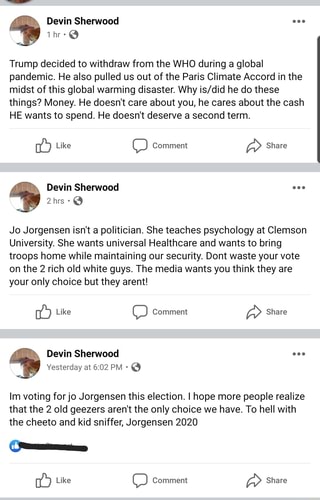 Devin Sherwood
1 hr •
Trump decided to withdraw from the WHO during a global
pandemic. He also pulled us out of the Paris Climate Accord in the
midst of this global warming disaster. Why is/did he do these
things? Money. He doesn't care about you, he cares about the cash
HE wants to spend. He doesn't deserve a second term.
Like Comment Share
Devin Sherwood
2 hrs •
Jo Jorgensen isn't a politician. She teaches psychology at Clemson
University. She wants universal Healthcare and wants to bring
troops home while maintaining our security. Dont waste your vote
on the 2 rich old white guys. The media wants you think they are
your only choice but they arent!
Like Comment Share
Devin Sherwood
Yesterday at 6:02 PM •
Im voting for jo Jorgensen this election. I hope more people realize
that the 2 old geezers aren't the only choice we have. To hell with
the cheeto and kid sniffer, Jorgensen 2020
Like Comment Share